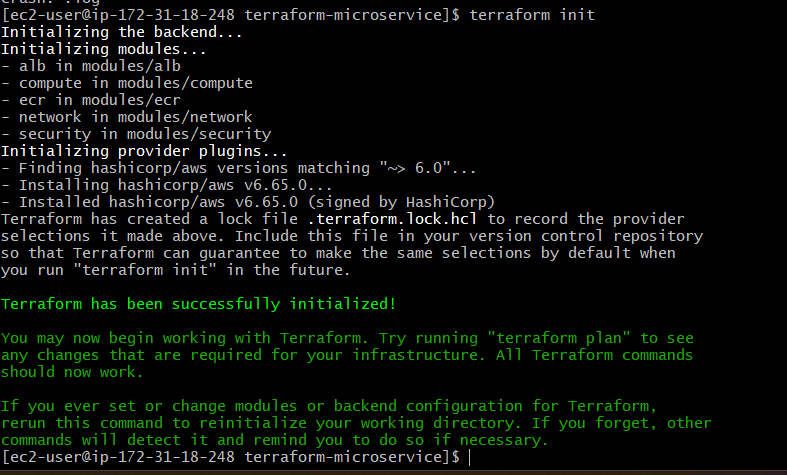 [ec2-user@ip-172-31-18-248 terraform-microservice]$ terraform init
Initializing the backend...
Initializing modules...
- alb in modules/alb
- compute in modules/compute
- ecr in modules/ecr
- network in modules/network
- security in modules/security
Initializing provider plugins...
- Finding hashicorp/aws versions matching "~> 6.0"...
- Installing hashicorp/aws v6.65.0...
- Installed hashicorp/aws v6.65.0 (signed by HashiCorp)
Terraform has created a lock file .terraform.lock.hcl to record the provider
selections it made above. Include this file in your version control repository
so that Terraform can guarantee to make the same selections by default when
you run "terraform init" in the future.
Terraform has been successfully initialized!
You may now begin working with Terraform. Try running "terraform plan" to see
any changes that are required for your infrastructure. All Terraform commands
should now work.
If you ever set or change modules or backend configuration for Terraform,
rerun this command to reinitialize your working directory. If you forget, other
commands will detect it and remind you to do so if necessary.
[ec2-user@ip-172-31-18-248 terraform-microservice]$